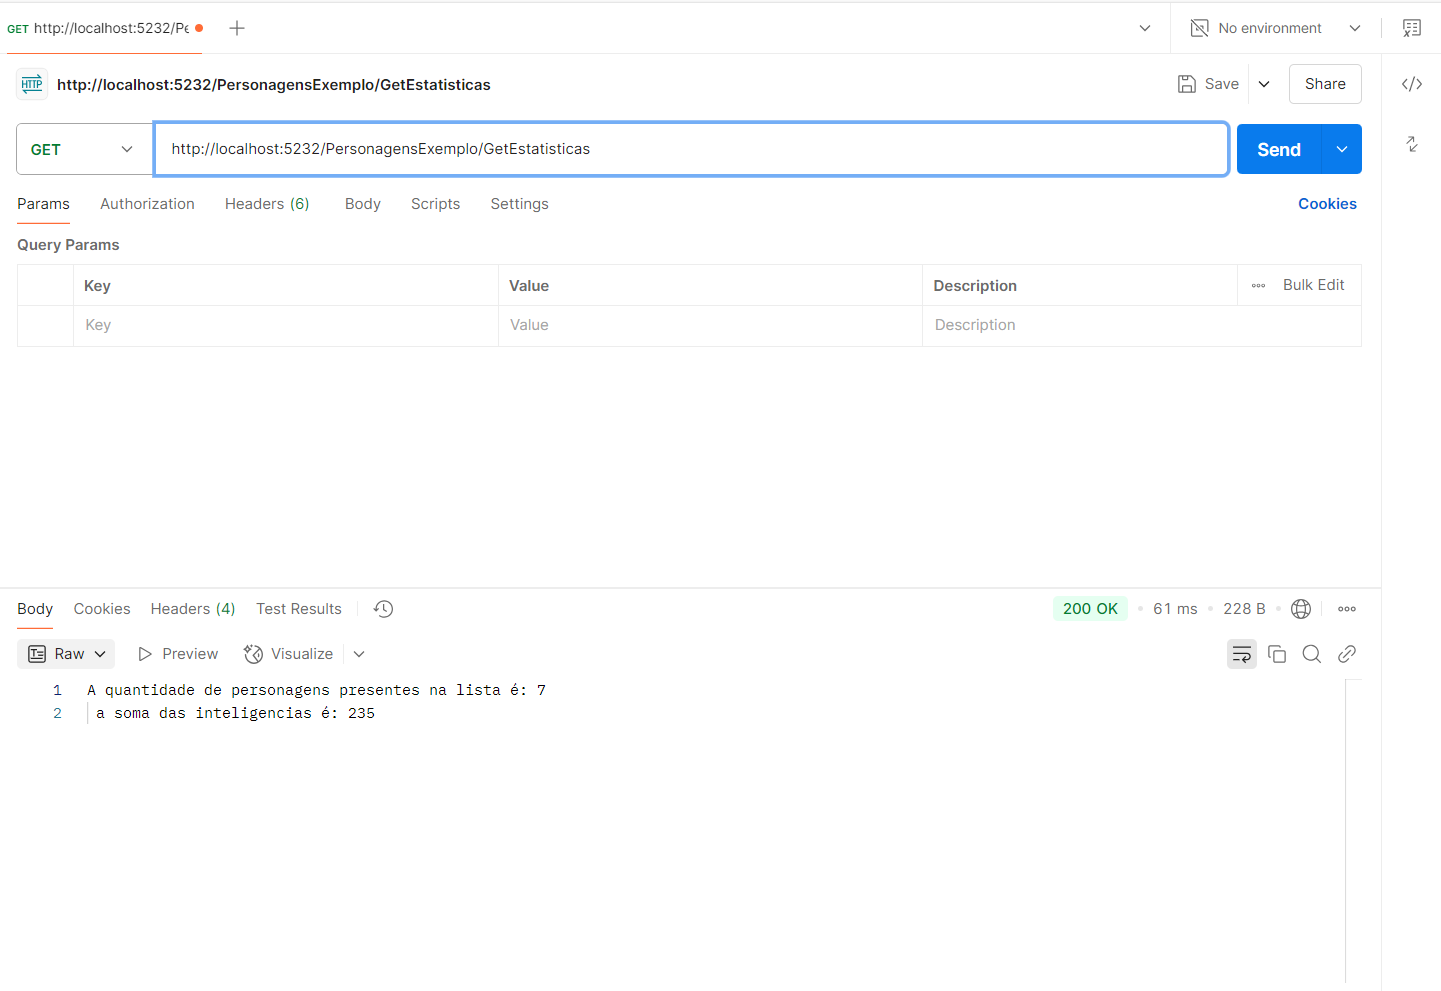 GET http://localhost:5232/Pe
No environment
HTTP http://localhost:5232/PersonagensExemplo/GetEstatisticas
Save
Share
GET
http://localhost:5232/PersonagensExemplo/GetEstatisticas
Send
Params Authorization Headers (6) Body Scripts Settings Cookies
Query Params
Key Value Description Bulk Edit
Key Value Description
Body Cookies Headers (4) Test Results 200 OK 61 ms 228 B
Raw Preview Visualize
1 A quantidade de personagens presentes na lista é: 7
2 a soma das inteligencias é: 235